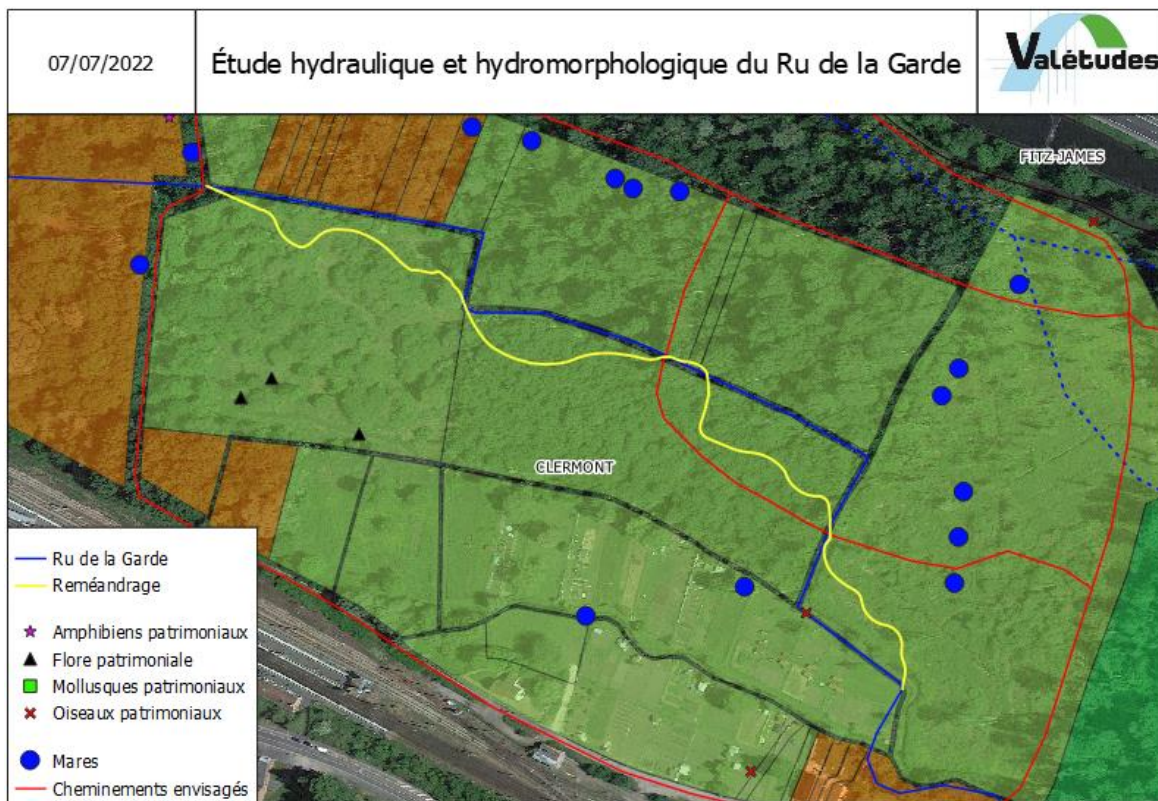 07/07/2022
Étude hydraulique et hydromorphologique du Ru de la Garde
Valétudes
FITZ-JAMES
CLERMONT
Ru de la Garde
Reméandrage
Amphibiens patrimoniaux
Flore patrimoniale
Mollusques patrimoniaux
Oiseaux patrimoniaux
Mares
Cheminements envisagés